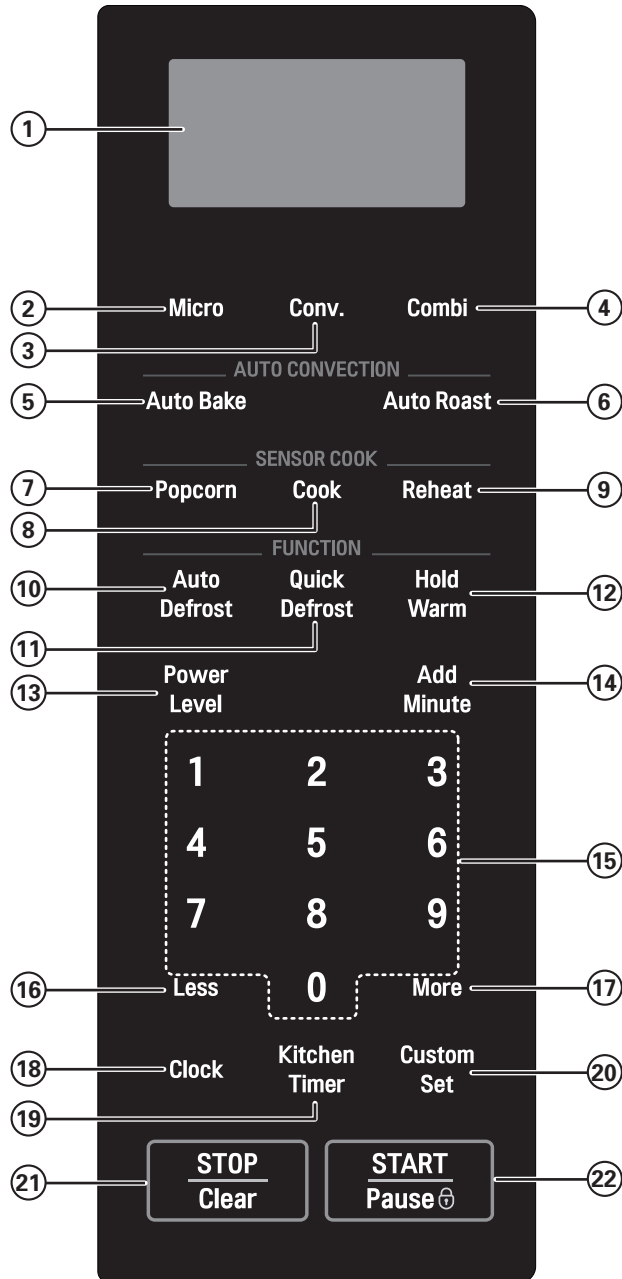 1
2 Micro Conv. Combi 4
3
AUTO CONVECTION
5 Auto Bake Auto Roast 6
SENSOR COOK
7 Popcorn Cook Reheat 9
8
FUNCTION
10 Auto Quick Hold 12
Defrost Defrost Warm
11
13 Power Add 14
Level Minute
1 2 3
4 5 6 15
7 8 9
16 Less 0 More 17
18 Clock Kitchen Custom 20
Timer Set
19
21 STOP START 22
Clear Pause